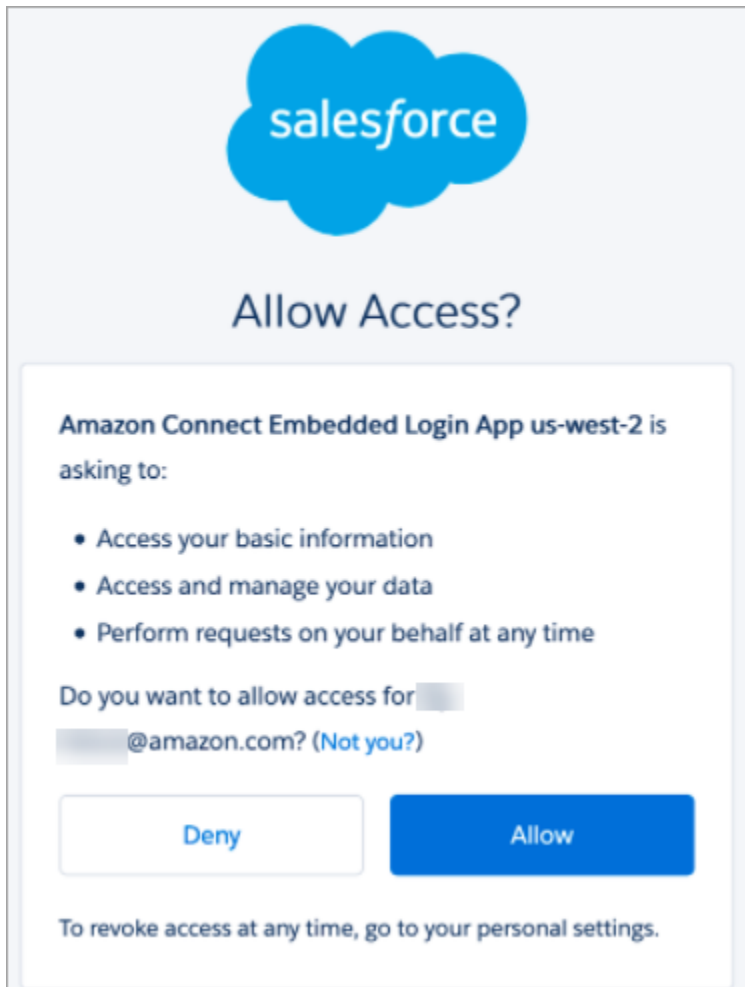 salesforce
Allow Access?
Amazon Connect Embedded Login App us-west-2 is
asking to:
• Access your basic information
• Access and manage your data
• Perform requests on your behalf at any time
Do you want to allow access for
@amazon.com? (Not you?)
Deny
Allow
To revoke access at any time, go to your personal settings.